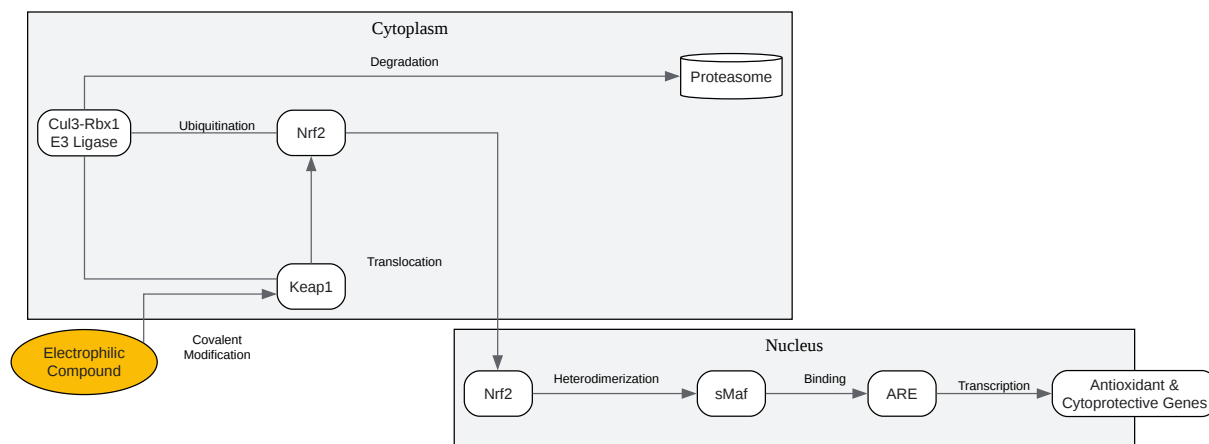 Cytoplasm
Degradation
Proteasome
Cul3-Rbx1
E3 Ligase
Ubiquitination
Nrf2
Translocation
Keap1
Covalent
Modification
Electrophilic
Compound
Nucleus
Nrf2
Heterodimerization
sMaf
Binding
ARE
Transcription
Antioxidant &
Cytoprotective Genes